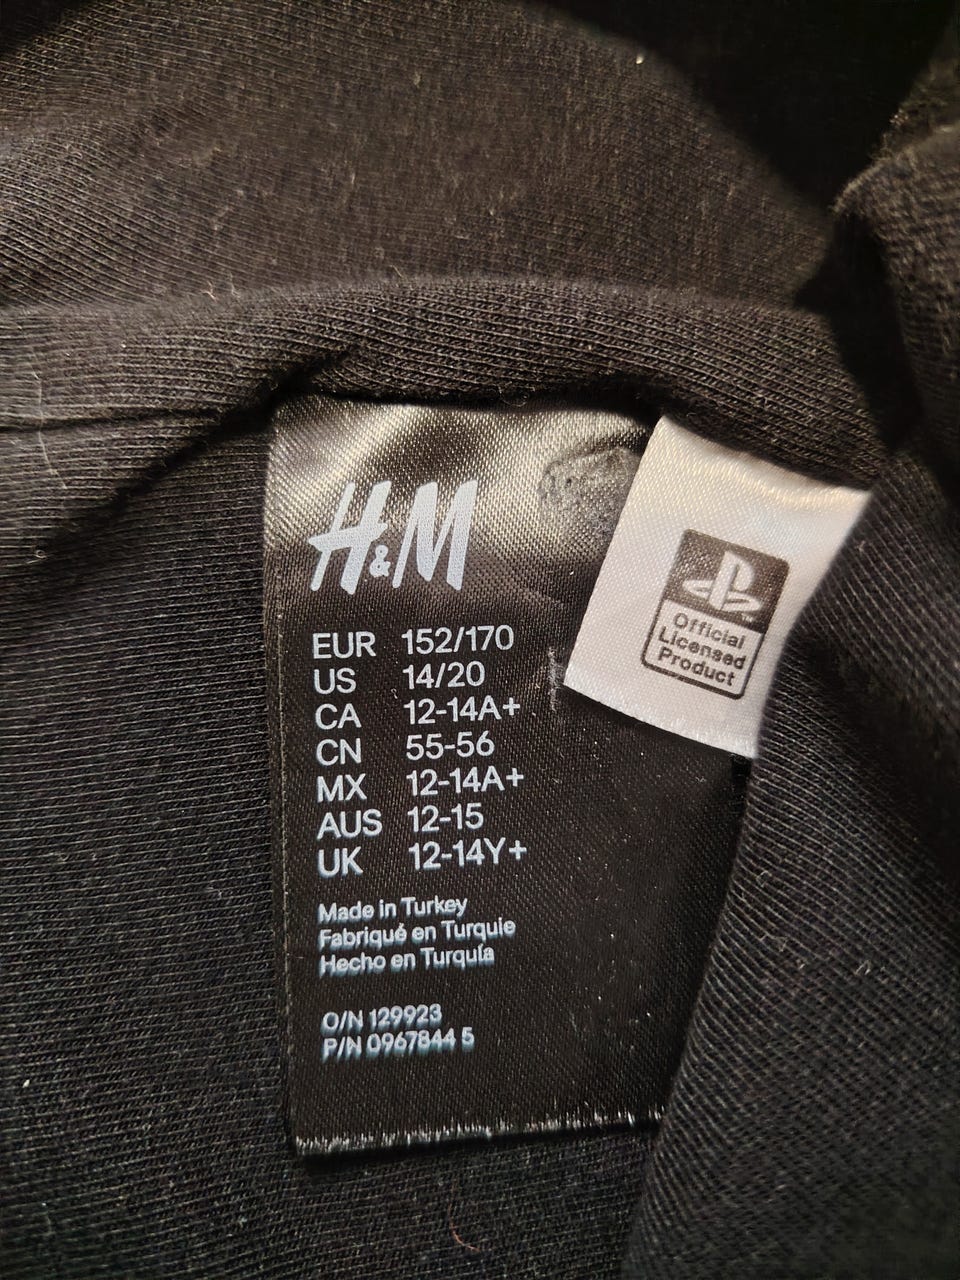 H&M
EUR 152/170
US 14/20
CA 12-14A+
CN 55-56
MX 12-14A+
AUS 12-15
UK 12-14Y+
Made in Turkey
Fabriqué en Turquie
Hecho en Turquía
O/N 129923
P/N 0967844 5
Official
Licensed
Product